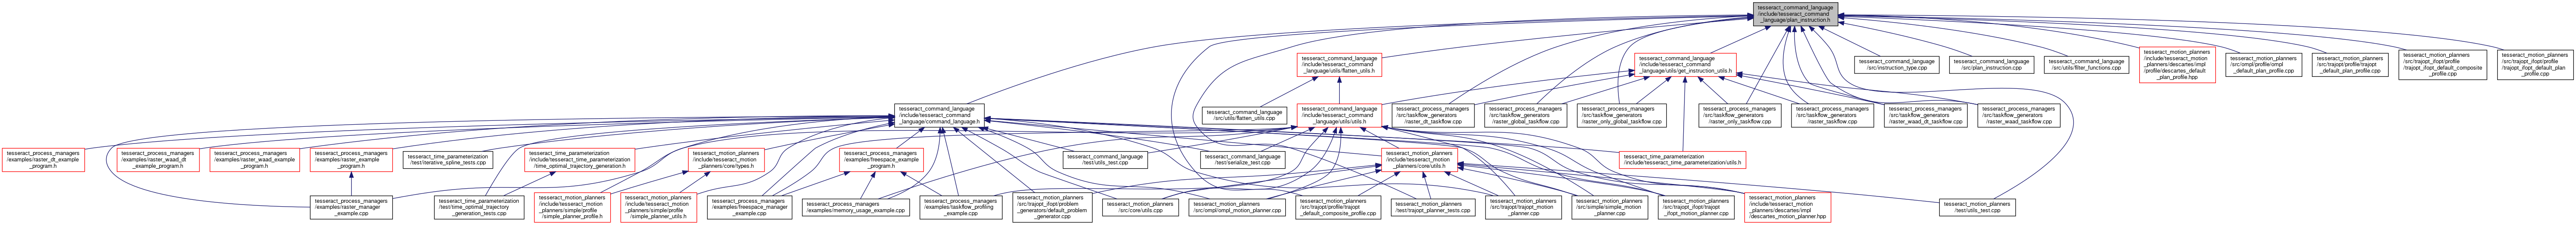 tesseract_command_language
/include/tesseract_command
_language/plan_instruction.h
tesseract_command_language
/include/tesseract_command
_language/utils/flatten_utils.h
tesseract_command_language
/include/tesseract_command
_language/utils/get_instruction_utils.h
tesseract_command_language
/src/instruction_type.cpp
tesseract_command_language
/src/plan_instruction.cpp
tesseract_command_language
/src/utils/filter_functions.cpp
tesseract_motion_planners
/include/tesseract_motion
_planners/descartes/impl
/profile/descartes_default
_plan_profile.hpp
tesseract_motion_planners
/src/ompl/profile/ompl
_default_plan_profile.cpp
tesseract_motion_planners
/src/trajopt/profile/trajopt
_default_plan_profile.cpp
tesseract_motion_planners
/src/trajopt_ifopt/profile
/trajopt_ifopt_default_composite
_profile.cpp
tesseract_motion_planners
/src/trajopt_ifopt/profile
/trajopt_ifopt_default_plan
_profile.cpp
tesseract_command_language
/include/tesseract_command
_language/command_language.h
tesseract_command_language
/src/utils/flatten_utils.cpp
tesseract_command_language
/include/tesseract_command
_language/utils/utils.h
tesseract_process_managers
/src/taskflow_generators
/raster_dt_taskflow.cpp
tesseract_process_managers
/src/taskflow_generators
/raster_global_taskflow.cpp
tesseract_process_managers
/src/taskflow_generators
/raster_only_global_taskflow.cpp
tesseract_process_managers
/src/taskflow_generators
/raster_only_taskflow.cpp
tesseract_process_managers
/src/taskflow_generators
/raster_taskflow.cpp
tesseract_process_managers
/src/taskflow_generators
/raster_waad_dt_taskflow.cpp
tesseract_process_managers
/src/taskflow_generators
/raster_waad_taskflow.cpp
tesseract_process_managers
/examples/raster_dt_example
_program.h
tesseract_process_managers
/examples/raster_waad_dt
_example_program.h
tesseract_process_managers
/examples/raster_waad_example
_program.h
tesseract_process_managers
/examples/raster_example
_program.h
tesseract_time_parameterization
/test/iterative_spline_tests.cpp
tesseract_time_parameterization
/include/tesseract_time_parameterization
/time_optimal_trajectory_generation.h
tesseract_motion_planners
/include/tesseract_motion
_planners/core/types.h
tesseract_process_managers
/examples/freespace_example
_program.h
tesseract_command_language
/test/utils_test.cpp
tesseract_command_language
/test/serialize_test.cpp
tesseract_motion_planners
/include/tesseract_motion
_planners/core/utils.h
tesseract_time_parameterization
/include/tesseract_time_parameterization/utils.h
tesseract_process_managers
/examples/raster_manager
_example.cpp
tesseract_time_parameterization
/test/time_optimal_trajectory
_generation_tests.cpp
tesseract_motion_planners
/include/tesseract_motion
_planners/simple/profile
/simple_planner_profile.h
tesseract_motion_planners
/include/tesseract_motion
_planners/simple/profile
/simple_planner_utils.h
tesseract_process_managers
/examples/freespace_manager
_example.cpp
tesseract_process_managers
/examples/memory_usage_example.cpp
tesseract_process_managers
/examples/taskflow_profiling
_example.cpp
tesseract_motion_planners
/src/trajopt_ifopt/problem
_generators/default_problem
_generator.cpp
tesseract_motion_planners
/src/core/utils.cpp
tesseract_motion_planners
/src/ompl/ompl_motion_planner.cpp
tesseract_motion_planners
/src/trajopt/profile/trajopt
_default_composite_profile.cpp
tesseract_motion_planners
/test/trajopt_planner_tests.cpp
tesseract_motion_planners
/src/trajopt/trajopt_motion
_planner.cpp
tesseract_motion_planners
/src/simple/simple_motion
_planner.cpp
tesseract_motion_planners
/src/trajopt_ifopt/trajopt
_ifopt_motion_planner.cpp
tesseract_motion_planners
/include/tesseract_motion
_planners/descartes/impl
/descartes_motion_planner.hpp
tesseract_motion_planners
/test/utils_test.cpp